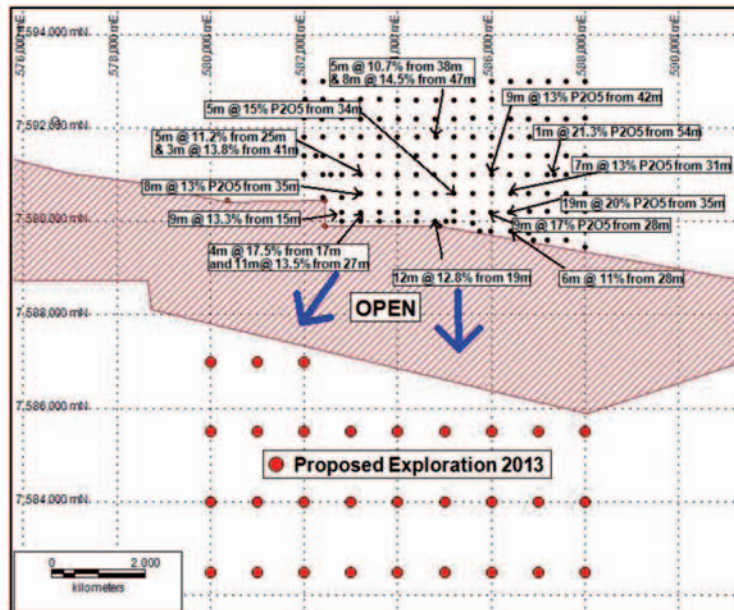 576,000 mE
578,000 mE
580,000 mE
582,000 mE
586,000 mE
588,000 mE
590,000 mE
7,594,000 mN
5m @ 10.7% from 38m
& 8m @ 14.5% from 47m
9m @ 13% P2O5 from 42m
5m @ 15% P2O5 from 34m
7,592,000 mN
1m @ 21.3% P2O5 from 54m
5m @ 11.2% from 25m
& 3m @ 13.8% from 41m
7m @ 13% P2O5 from 31m
8m @ 13% P2O5 from 35m
19m @ 20% P2O5 from 35m
7,590,000 mN
9m @ 13.3% from 15m
9m @ 17% P2O5 from 28m
4m @ 17.5% from 17m
and 11m @ 13.5% from 27m
12m @ 12.8% from 19m
6m @ 11% from 28m
7,588,000 mN
OPEN
7,586,000 mN
Proposed Exploration 2013
7,584,000 mN
0 2.000
kilometers